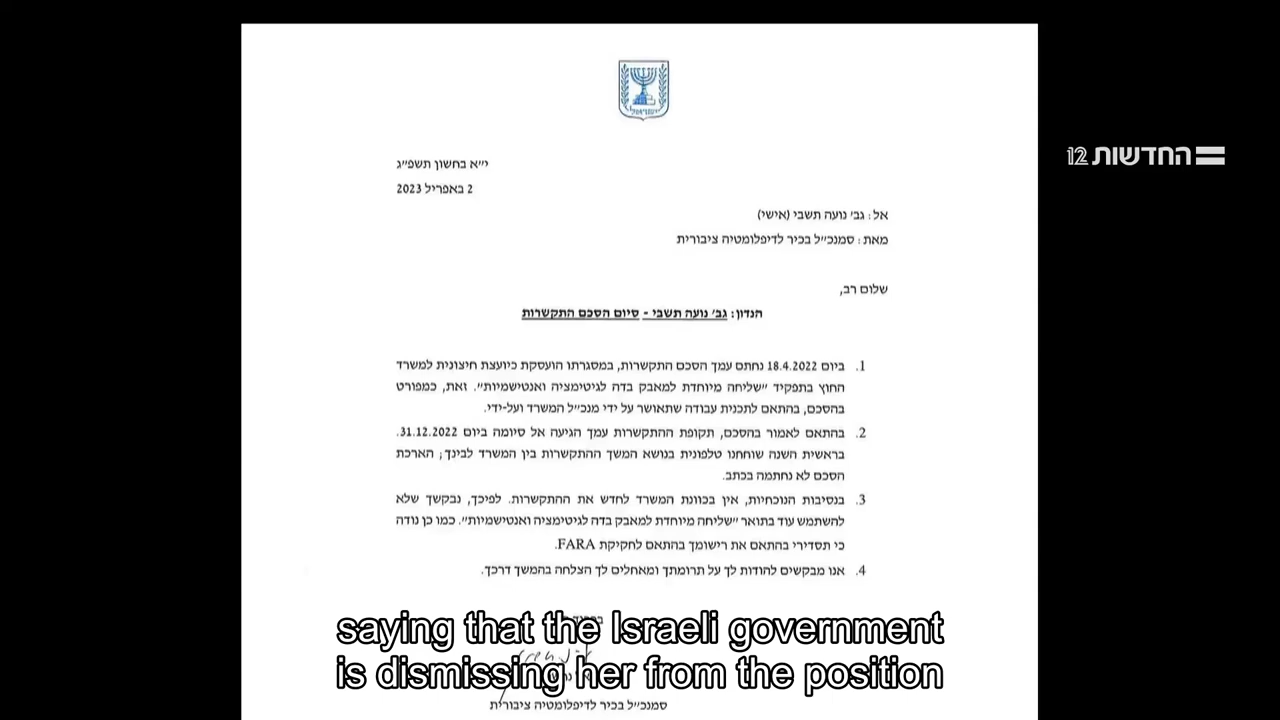 החדשות 12
י״א בחשון תשפ״ג
2 באפריל 2023
אל: גב׳ נועה תשבי (אישי)
מאת: סמנכ״ל בכיר לדיפלומטיה ציבורית
שלום רב,
הנדון: גב׳ נועה תשבי - סיום הסכם התקשרות
1. ביום 18.4.2022 נחתם עמך הסכם התקשרות, במסגרתו הועסקת כיועצת חיצונית למשרד
החוץ בתפקיד ״שליחה מיוחדת למאבק בדה לגיטימציה ואנטישמיות״. זאת, כמפורט
בהסכם, בהתאם לתכנית עבודה שתאושר על ידי מנכ״ל המשרד ועל-ידי.
2. בהתאם לאמור בהסכם, תקופת ההתקשרות עמך הגיעה אל סיומה ביום 31.12.2022.
בראשית השנה שוחחנו טלפונית בנושא המשך ההתקשרות בין המשרד לבינך; הארכת
הסכם לא נחתמה בכתב.
3. בנסיבות הנוכחיות, אין בכוונת המשרד לחדש את ההתקשרות. לפיכך, נבקשך שלא
להשתמש עוד בתואר ״שליחה מיוחדת למאבק בדה לגיטימציה ואנטישמיות״. כמו כן נודה
כי תסדירי בהתאם את רישומך בהתאם לחקיקת FARA.
4. אנו מבקשים להודות לך על תרומתך ומאחלים לך הצלחה בהמשך דרכך.
saying that the Israeli government
is dismissing her from the position
סמנכ״ל בכיר לדיפלומטיה ציבורית